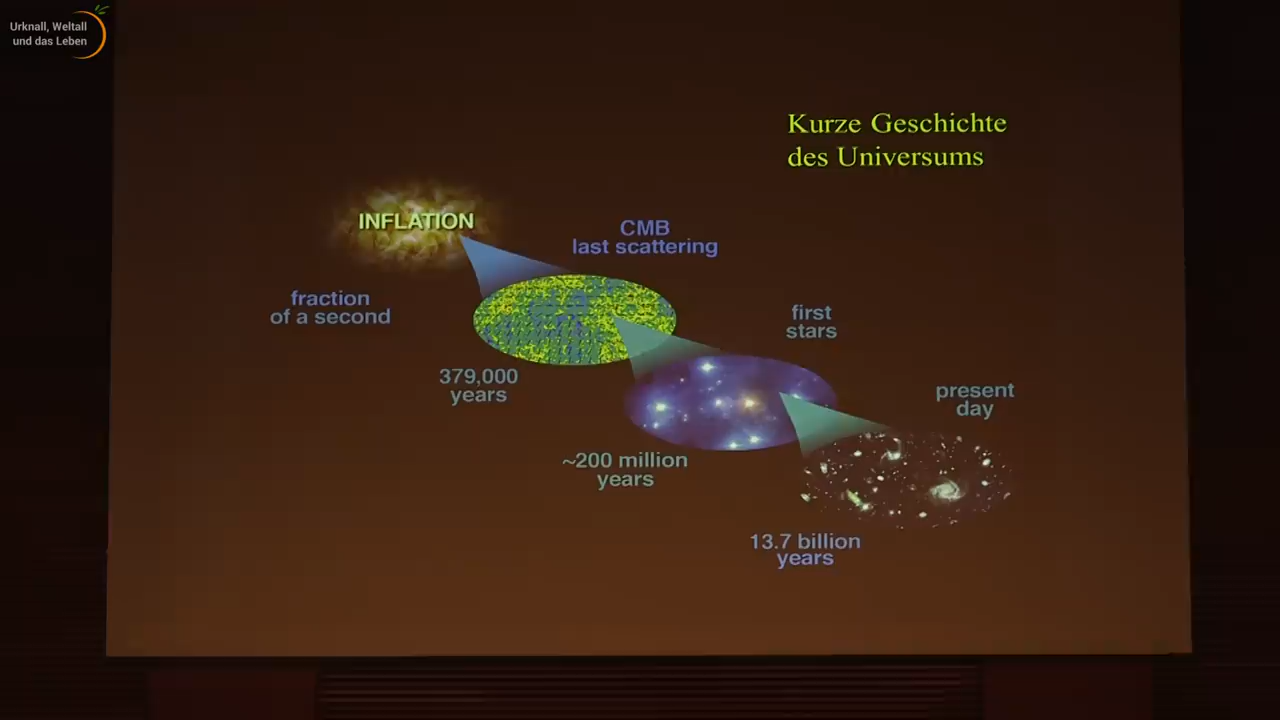 Urknall, Weltall
und das Leben
Kurze Geschichte
des Universums
INFLATION
fraction
of a second
CMB
last scattering
379,000
years
first
stars
~200 million
years
present
day
13.7 billion
years